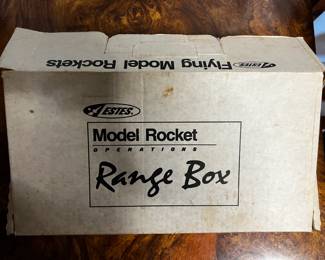 ESTES Flying Model Rockets
ESTES
Model Rocket
OPERATIONS
Range Box